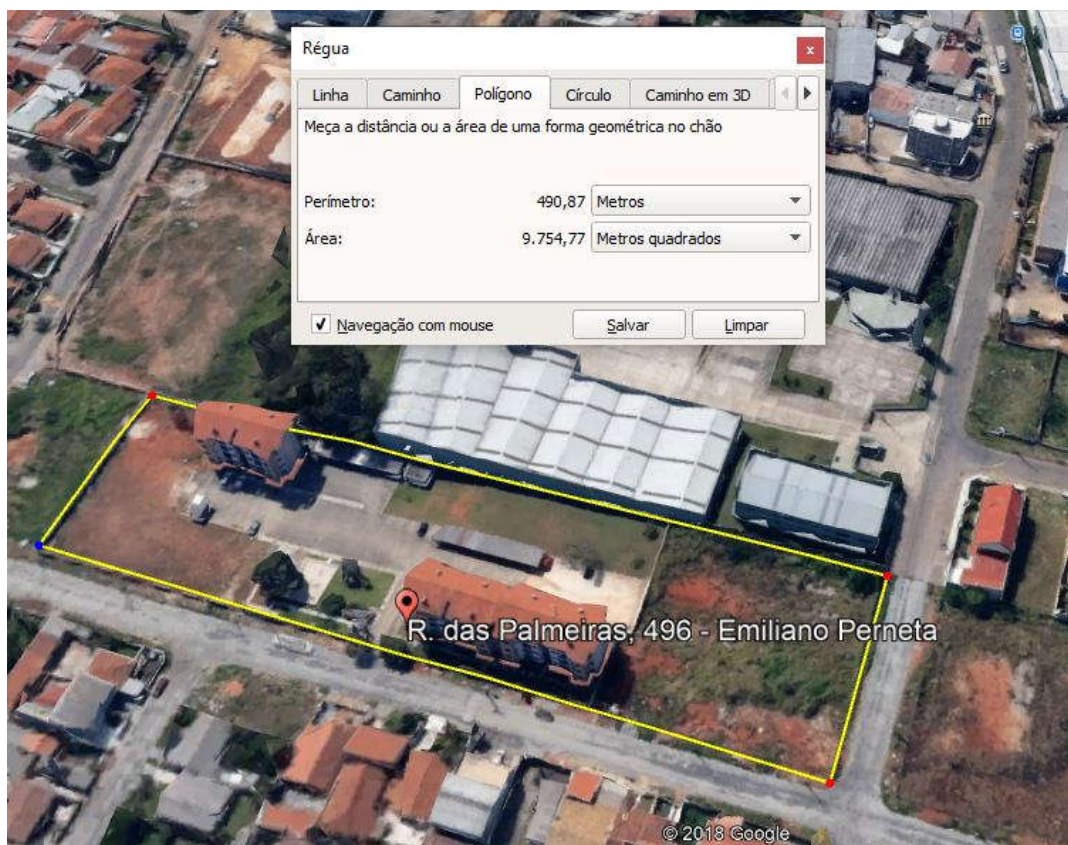 Régua
x
Linha Caminho Polígono Círculo Caminho em 3D
Meça a distância ou a área de uma forma geométrica no chão
Perímetro: 490,87 Metros
Área: 9.754,77 Metros quadrados
Navegação com mouse Salvar Limpar
R. das Palmeiras, 496 - Emiliano Perneta
© 2018 Google